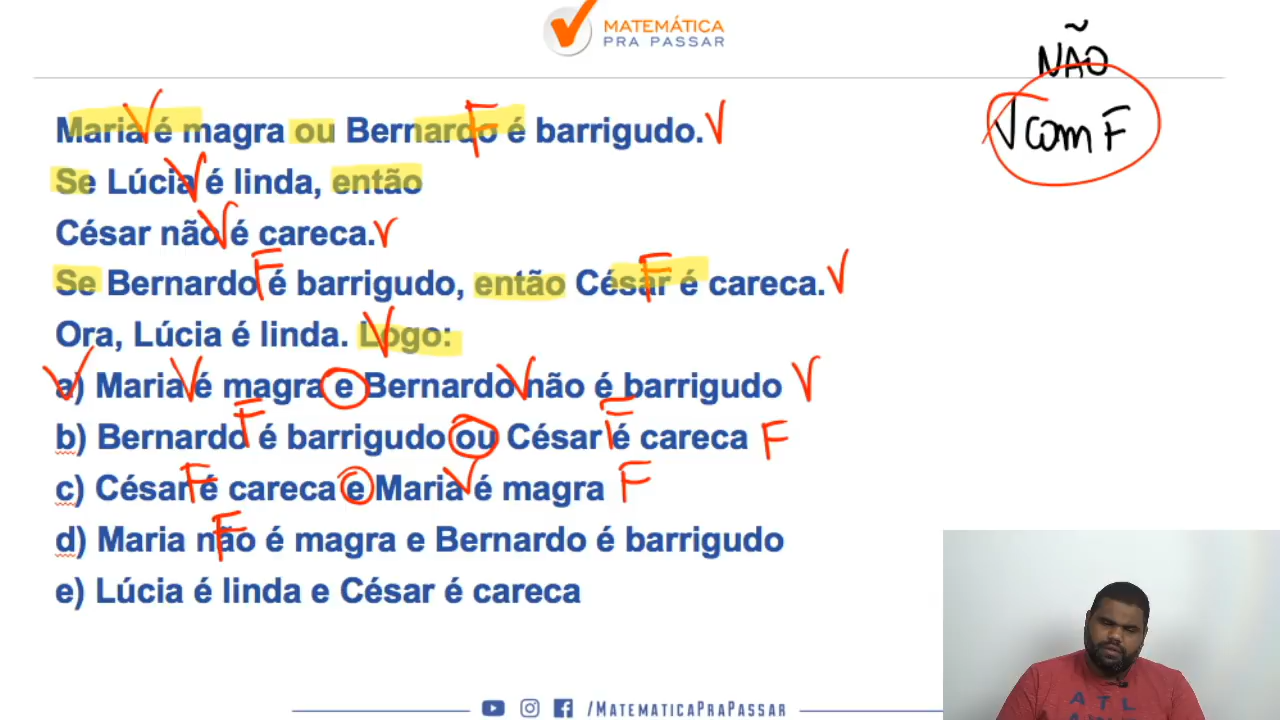 MATEMÁTICA
PRA PASSAR
NÃO
V com F
V F
Maria é magra ou Bernardo é barrigudo. V
V
Se Lúcia é linda, então
V
César não é careca. V
F F
Se Bernardo é barrigudo, então César é careca. V
V
Ora, Lúcia é linda. Logo:
V V
a) Maria é magra e Bernardo não é barrigudo V
F F
b) Bernardo é barrigudo ou César é careca F
F V
c) César é careca e Maria é magra F
F
d) Maria não é magra e Bernardo é barrigudo
e) Lúcia é linda e César é careca
ATL
/MATEMATICAPRAPASSAR